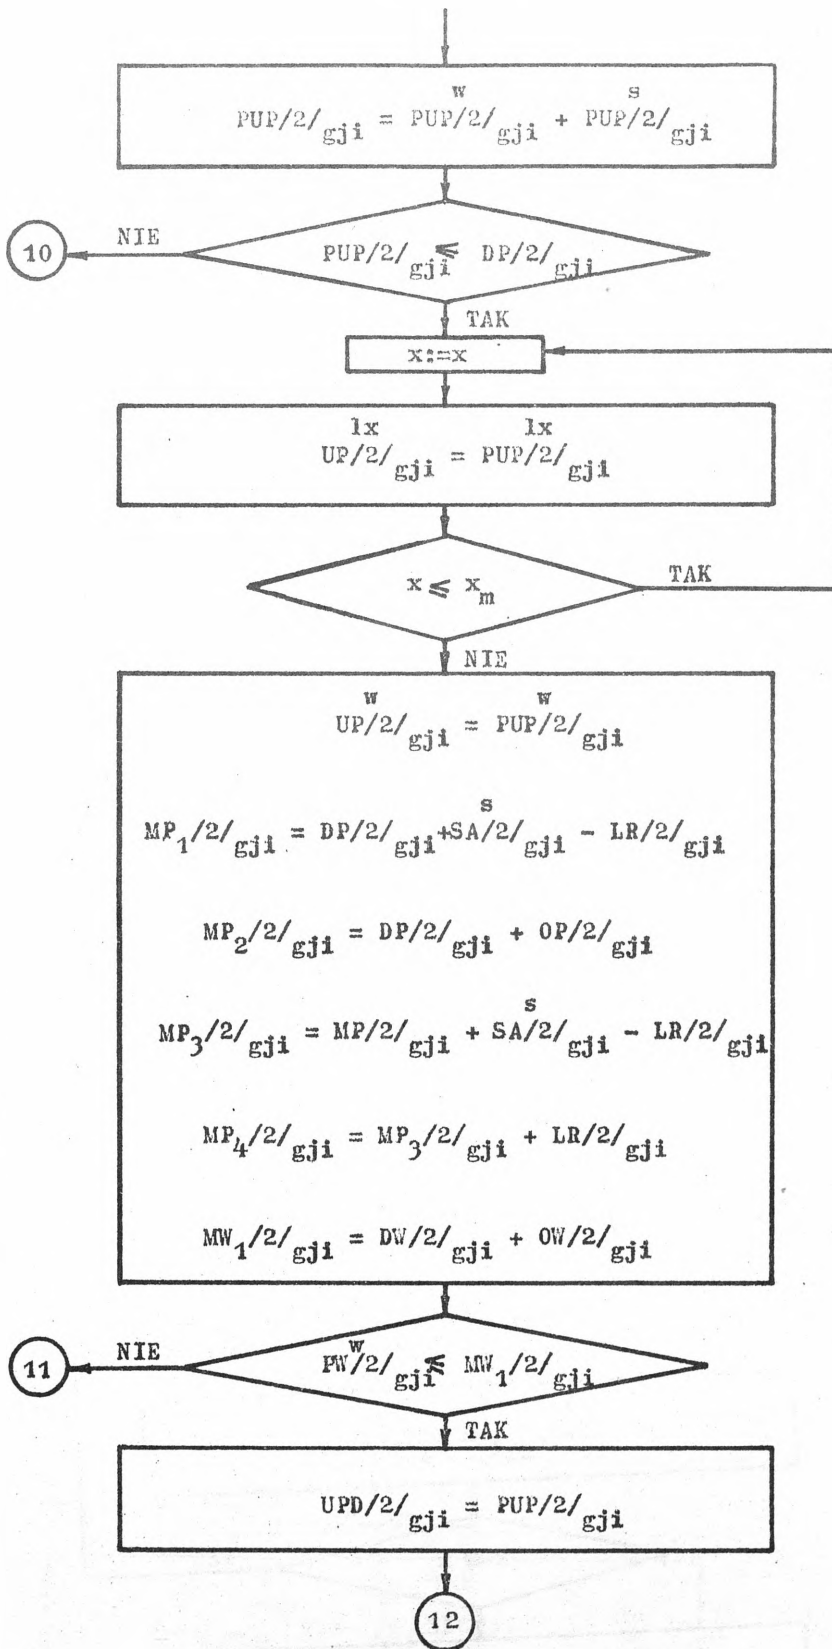 w s
PUP/2/gji = PUP/2/gji + PUP/2/gji
10 NIE PUP/2/gji ≤ DP/2/gji
TAK
x:=x
1x 1x
UP/2/gji = PUP/2/gji
x ≤ xm TAK
NIE
w w
UP/2/gji = PUP/2/gji
s
MP1/2/gji = DP/2/gji+SA/2/gji - LR/2/gji
MP2/2/gji = DP/2/gji + OP/2/gji
s
MP3/2/gji = MP/2/gji + SA/2/gji - LR/2/gji
MP4/2/gji = MP3/2/gji + LR/2/gji
MW1/2/gji = DW/2/gji + OW/2/gji
w
11 NIE PW/2/gji ≤ MW1/2/gji
TAK
UPD/2/gji = PUP/2/gji
12